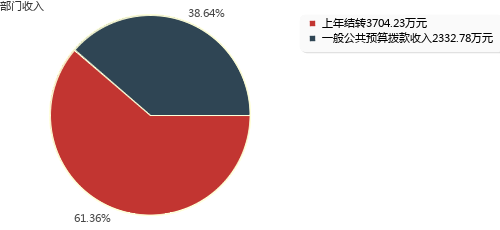 部门收入
38.64%
上年结转3704.23万元
一般公共预算拨款收入2332.78万元
61.36%